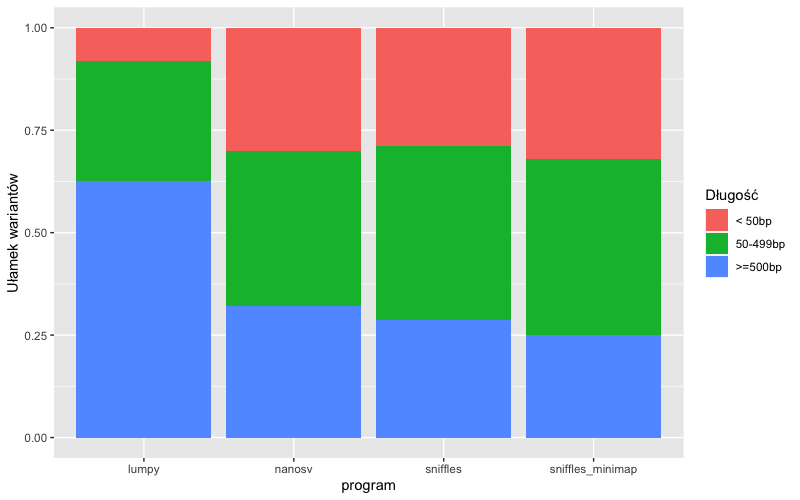 1.00
0.75
0.50
0.25
0.00
Ułamek wariantów
lumpy
nanosv
sniffles
sniffles_minimap
program
Długość
< 50bp
50-499bp
>=500bp